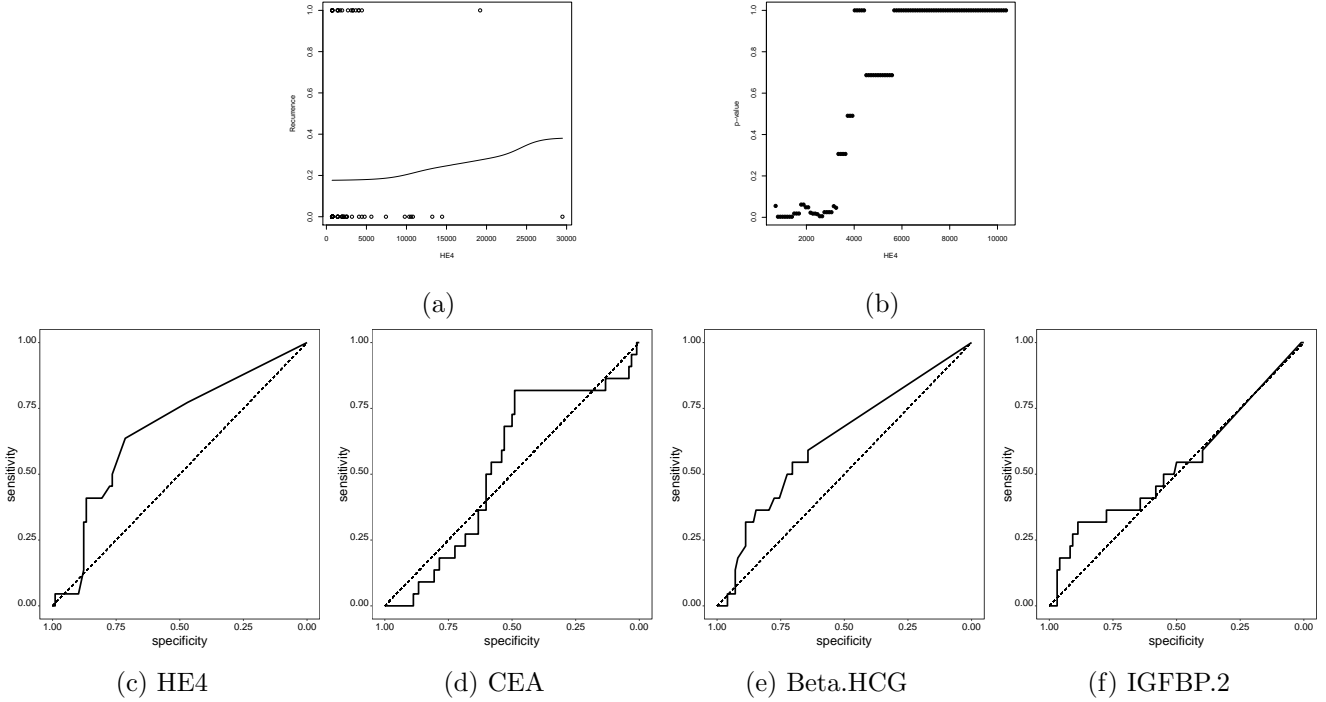 1.0
0.8
0.6
0.4
0.2
0.0
Recurrence
0 5000 10000 15000 20000 25000 30000
HE4
(a)
1.0
0.8
0.6
0.4
0.2
0.0
p-value
2000 4000 6000 8000 10000
HE4
(b)
1.00
0.75
0.50
0.25
0.00
sensitivity
1.00 0.75 0.50 0.25 0.00
specificity
(c) HE4
1.00
0.75
0.50
0.25
0.00
sensitivity
1.00 0.75 0.50 0.25 0.00
specificity
(d) CEA
1.00
0.75
0.50
0.25
0.00
sensitivity
1.00 0.75 0.50 0.25 0.00
specificity
(e) Beta.HCG
1.00
0.75
0.50
0.25
0.00
sensitivity
1.00 0.75 0.50 0.25 0.00
specificity
(f) IGFBP.2